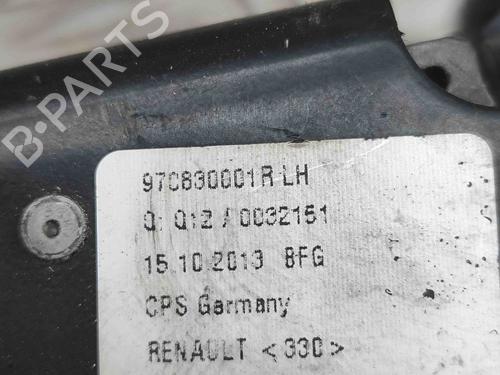 B-PARTS
970830001R LH
Q: Q12 / 0032151
15.10.2013 BFG
CPS Germany
RENAULT <330>